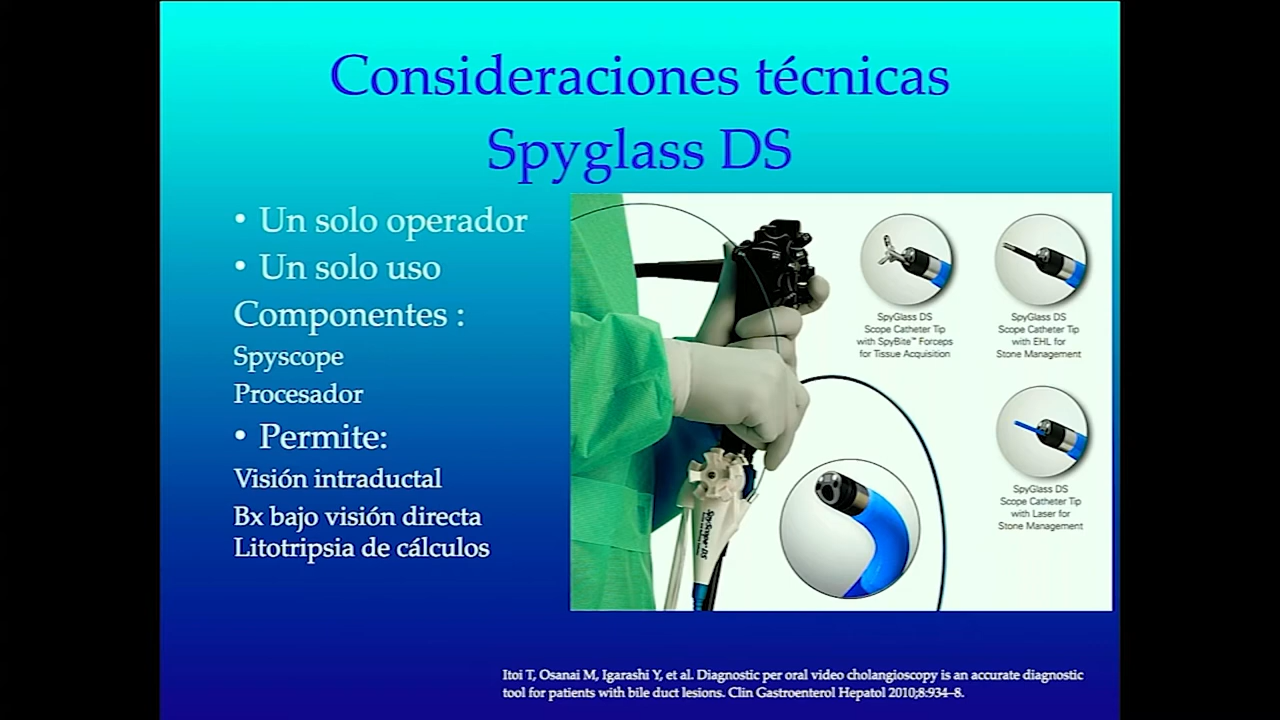 Consideraciones técnicas
Spyglass DS
• Un solo operador
• Un solo uso
Componentes :
Spyscope
Procesador
• Permite:
Visión intraductal
Bx bajo visión directa
Litotripsia de cálculos
SpyGlass DS
Scope Catheter Tip
with SpyBite™ Forceps
for Tissue Acquisition
SpyGlass DS
Scope Catheter Tip
with EHL for
Stone Management
SpyGlass DS
Scope Catheter Tip
with Laser for
Stone Management
SpyScope DS
Itoi T, Osanai M, Igarashi Y, et al. Diagnostic per oral video cholangioscopy is an accurate diagnostic
tool for patients with bile duct lesions. Clin Gastroenterol Hepatol 2010;8:934–8.